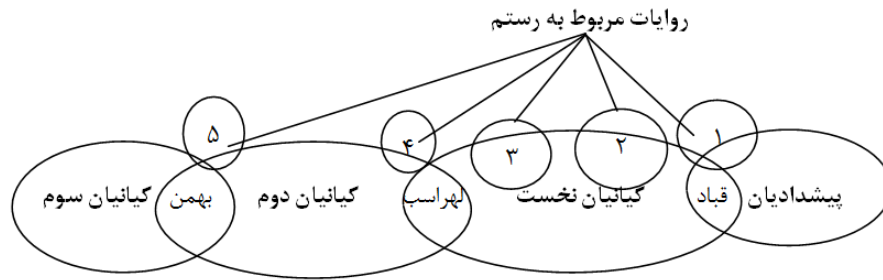 روایات مربوط به رستم
۱
۲
۳
۴
۵
پیشدادیان
قباد
کیانیان نخست
لهراسب
کیانیان دوم
بهمن
کیانیان سوم